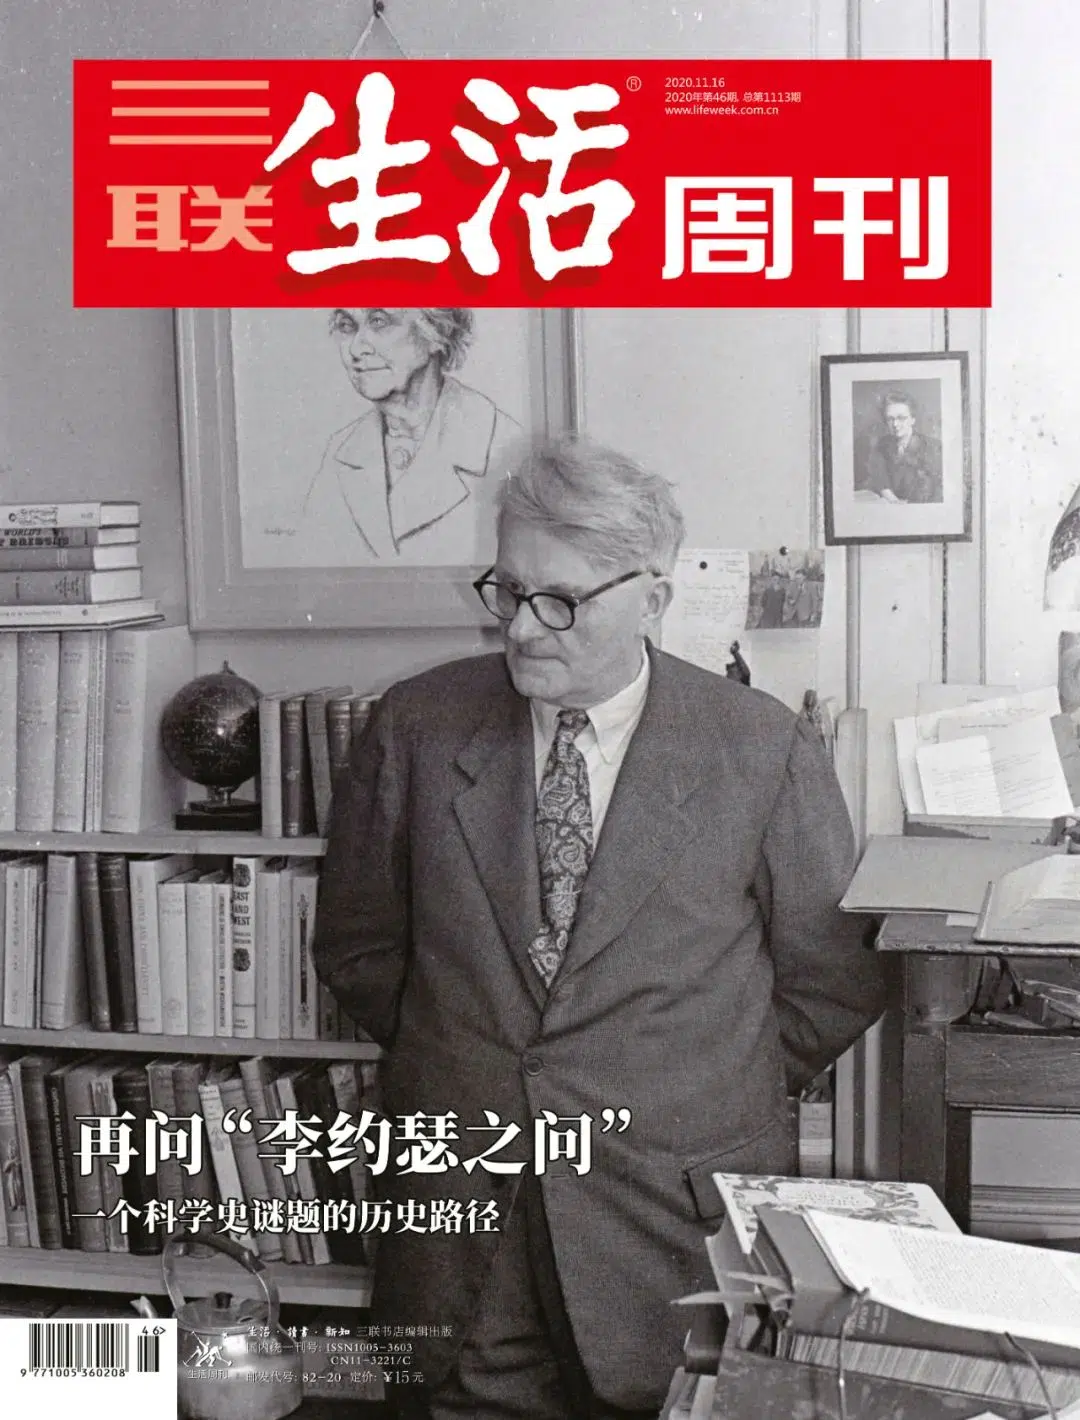 三联生活周刊®
2020.11.16
2020年第46期, 总第1113期
www.lifeweek.com.cn
WORLD'S
EAST
AND
WEST
再问“李约瑟之问”
一个科学史谜题的历史路径
46>
9 771005 360208
生活周刊
生活·读书·新知 三联书店编辑出版
国内统一刊号: ISSN1005-3603
CN11-3221/C
邮发代号: 82-20 定价: ¥15元